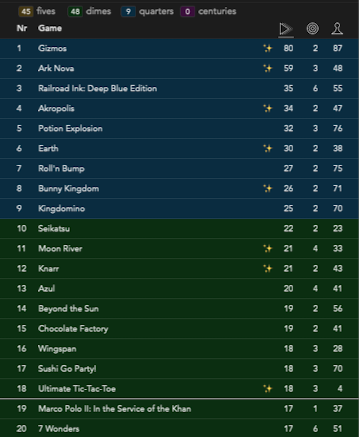 45 fives 48 dimes 9 quarters 0 centuries
Nr Game
1 Gizmos 80 2 87
2 Ark Nova 59 3 48
3 Railroad Ink: Deep Blue Edition 35 6 55
4 Akropolis 34 2 47
5 Potion Explosion 32 3 76
6 Earth 30 2 38
7 Roll'n Bump 27 2 75
8 Bunny Kingdom 26 2 71
9 Kingdomino 25 2 70
10 Seikatsu 22 2 23
11 Moon River 21 4 33
12 Knarr 21 2 43
13 Azul 20 4 41
14 Beyond the Sun 19 2 56
15 Chocolate Factory 19 2 41
16 Wingspan 18 3 28
17 Sushi Go Party! 18 3 70
18 Ultimate Tic-Tac-Toe 18 3 4
19 Marco Polo II: In the Service of the Khan 17 1 37
20 7 Wonders 17 6 51